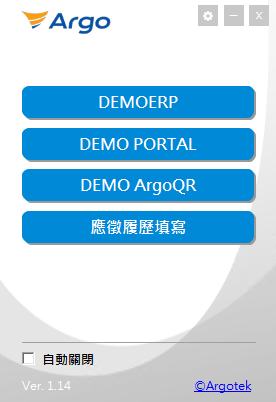 Argo
DEMOERP
DEMO PORTAL
DEMO ArgoQR
應徵履歷填寫
自動關閉
Ver. 1.14
©Argotek